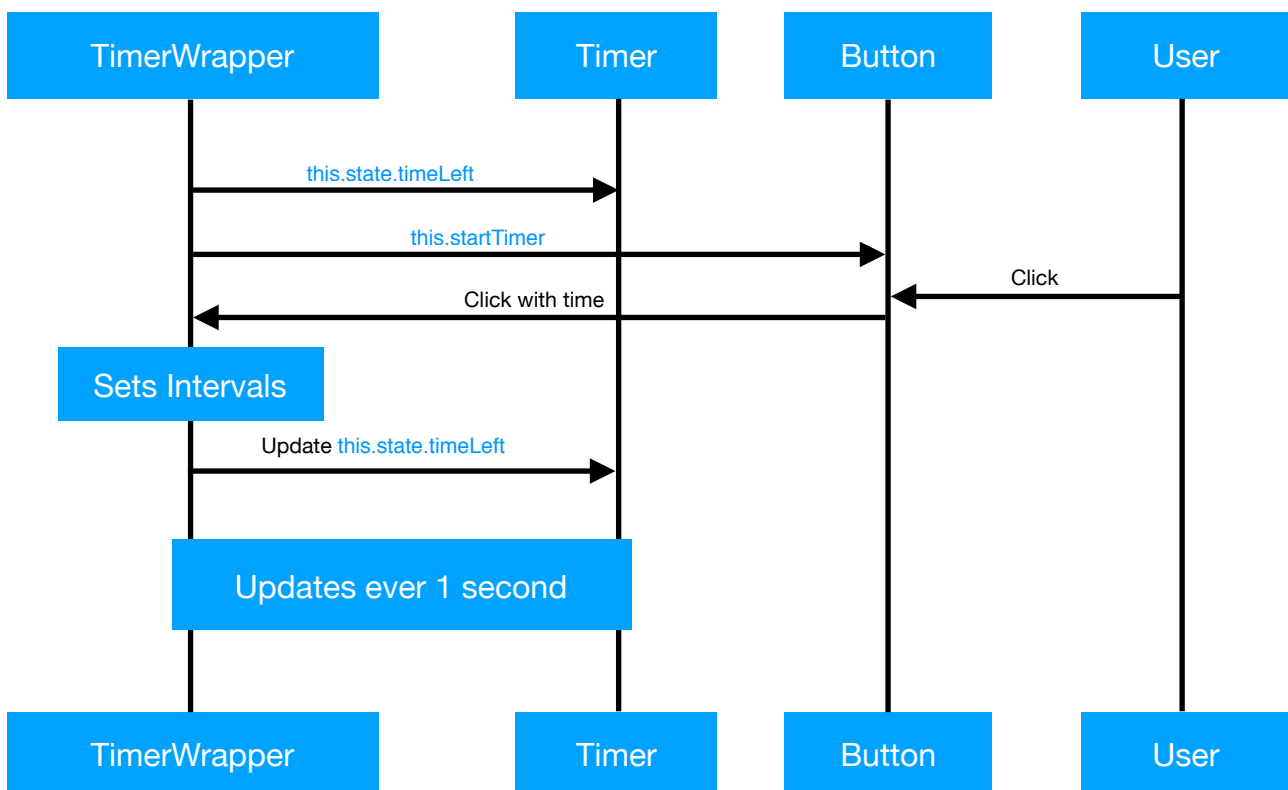 TimerWrapper
Timer
Button
User
this.state.timeLeft
this.startTimer
Click
Click with time
Sets Intervals
Update this.state.timeLeft
Updates ever 1 second
TimerWrapper
Timer
Button
User